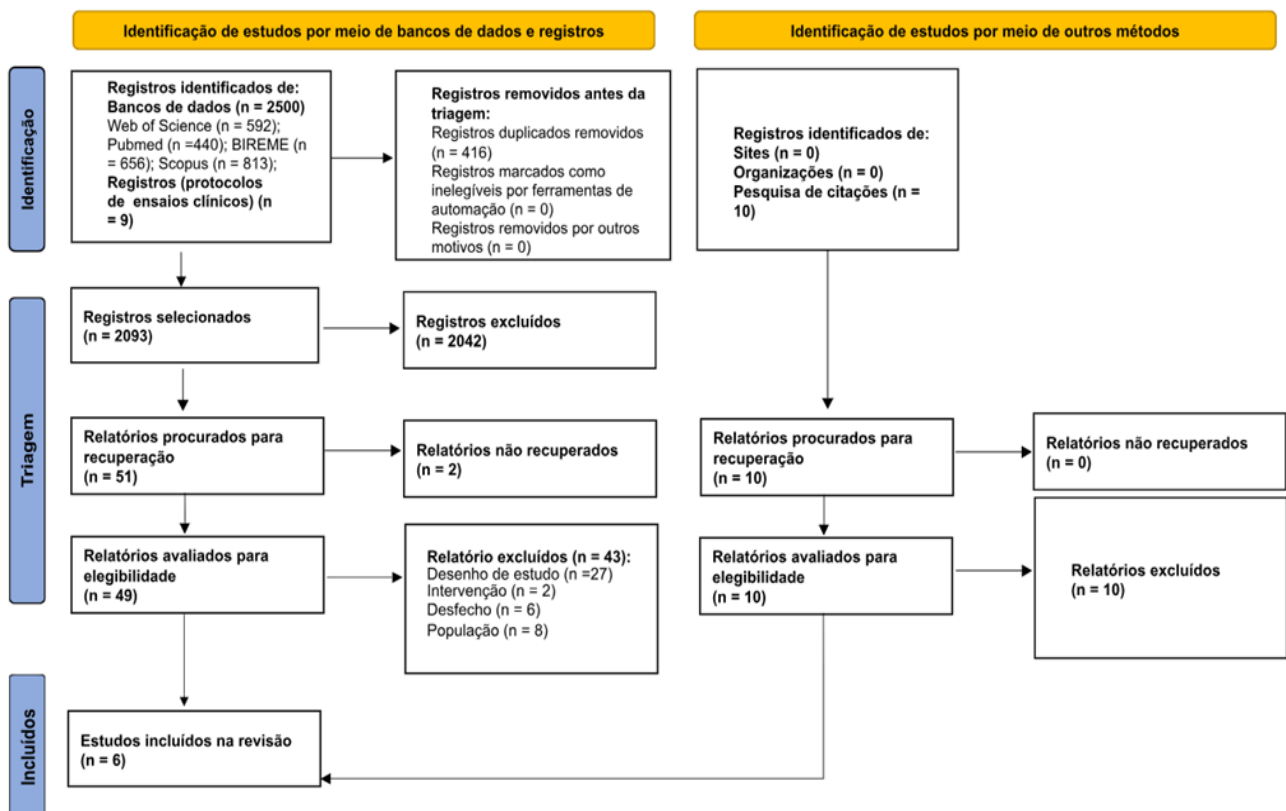 Identificação de estudos por meio de bancos de dados e registros
Identificação de estudos por meio de outros métodos
Identificação
Registros identificados de:
Bancos de dados (n = 2500)
Web of Science (n = 592);
Pubmed (n =440); BIREME (n
= 656); Scopus (n = 813);
Registros (protocolos
de ensaios clínicos) (n
= 9)
Registros removidos antes da
triagem:
Registros duplicados removidos
(n = 416)
Registros marcados como
inelegíveis por ferramentas de
automação (n = 0)
Registros removidos por outros
motivos (n = 0)
Registros identificados de:
Sites (n = 0)
Organizações (n = 0)
Pesquisa de citações (n =
10)
Triagem
Registros selecionados
(n = 2093)
Registros excluídos
(n = 2042)
Relatórios procurados para
recuperação
(n = 51)
Relatórios não recuperados
(n = 2)
Relatórios procurados para
recuperação
(n = 10)
Relatórios não recuperados
(n = 0)
Relatórios avaliados para
elegibilidade
(n = 49)
Relatório excluídos (n = 43):
Desenho de estudo (n =27)
Intervenção (n = 2)
Desfecho (n = 6)
População (n = 8)
Relatórios avaliados para
elegibilidade
(n = 10)
Relatórios excluídos
(n = 10)
Incluídos
Estudos incluídos na revisão
(n = 6)